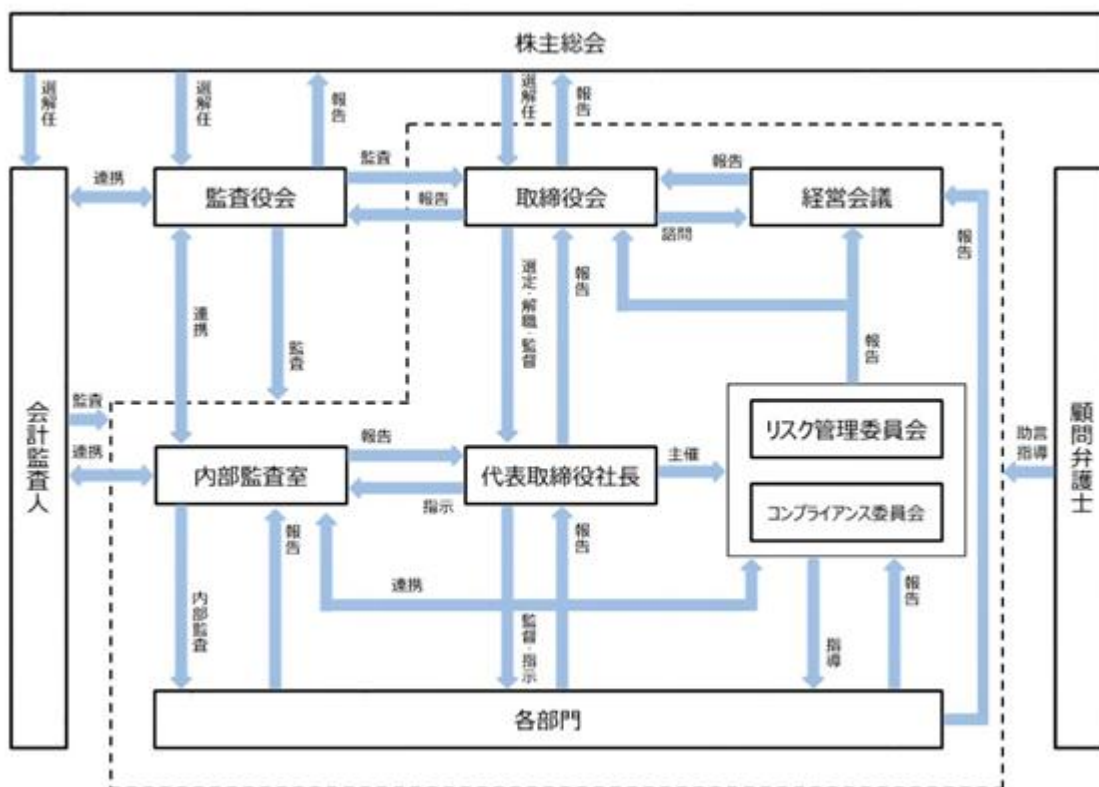 株主総会
選解任
選解任
報告
選解任
報告
連携
監査役会
監査
報告
取締役会
報告
諮問
経営会議
報告
連携
監査
選定・解職・監督
報告
報告
会計監査人
監査
連携
内部監査室
報告
指示
代表取締役社長
主催
リスク管理委員会
コンプライアンス委員会
助言
指導
顧問弁護士
内部監査
報告
連携
監督・指示
報告
指導
報告
各部門